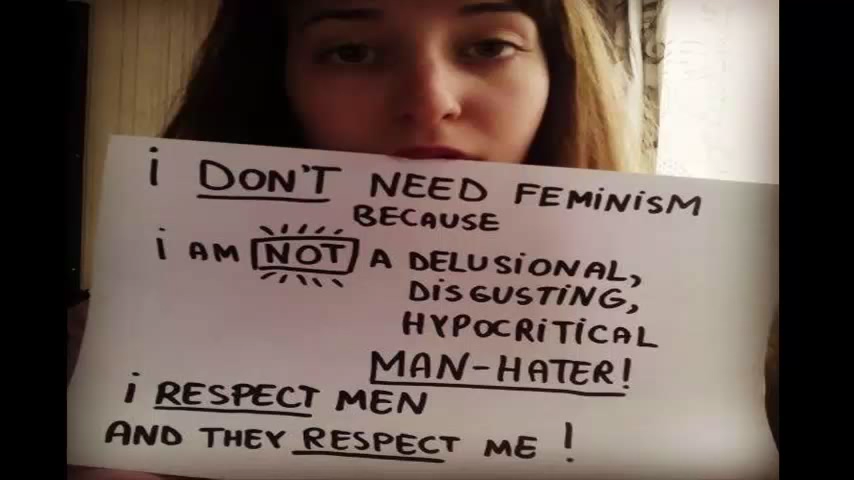 i DON'T NEED FEMiNiSM
BECAUSE
i AM NOT A DELUSiONAL,
DiSGUSTiNG,
HYPOCRiTiCAL
MAN-HATER!
i RESPECT MEN
AND THEY RESPECT ME!